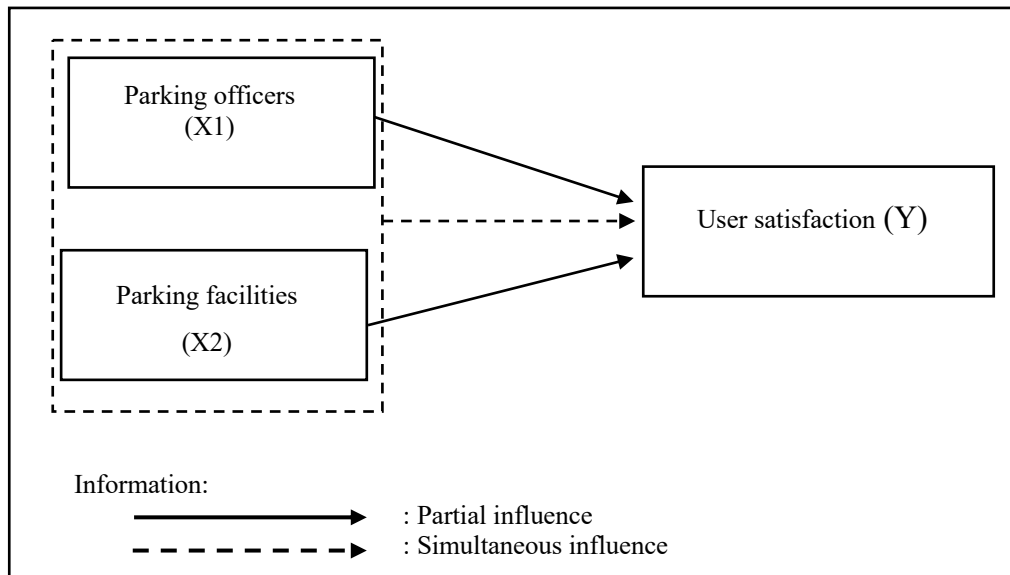 Parking officers
(X1)
User satisfaction (Y)
Parking facilities
(X2)
Information:
: Partial influence
: Simultaneous influence